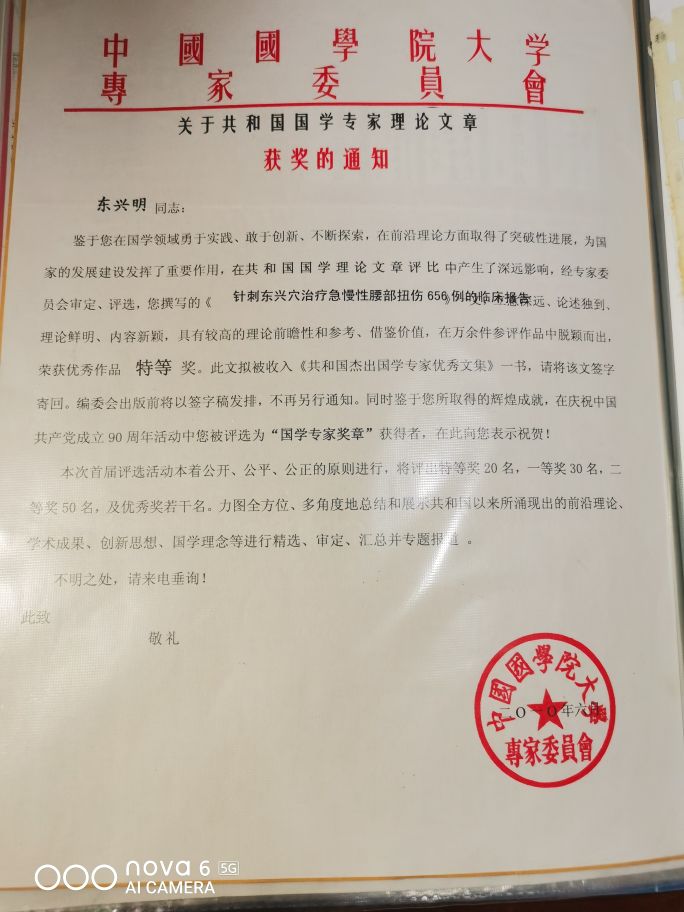 中國國學院大学
專家委員會
关于共和国国学专家理论文章
获奖的通知
东兴明 同志：
鉴于您在国学领域勇于实践、敢于创新、不断探索，在前沿理论方面取得了突破性进展，为国
家的发展建设发挥了重要作用，在共和国国学理论文章评比中产生了深远影响，经专家委
员会审定、评选，您撰写的《 针刺东兴穴治疗急慢性腰部扭伤 656 例的临床报告 深远、论述独到、
理论鲜明、内容新颖，具有较高的理论前瞻性和参考、借鉴价值，在万余件参评作品中脱颖而出，
荣获优秀作品 特等 奖。此文拟被收入《共和国杰出国学专家优秀文集》一书，请将该文签字
寄回。编委会出版前将以签字稿发排，不再另行通知。同时鉴于您所取得的辉煌成就，在庆祝中国
共产党成立 90 周年活动中您被评选为“国学专家奖章”获得者，在此向您表示祝贺！
本次首届评选活动本着公开、公平、公正的原则进行，将评出特等奖 20 名，一等奖 30 名，二
等奖 50 名，及优秀奖若干名。力图全方位、多角度地总结和展示共和国以来所涌现出的前沿理论、
学术成果、创新思想、国学理念等进行精选、审定、汇总并专题报道 。
不明之处，请来电垂询！
此致
敬礼
中國國學院大學
二〇一〇年六月
專家委員會
nova 6 5G
AI CAMERA